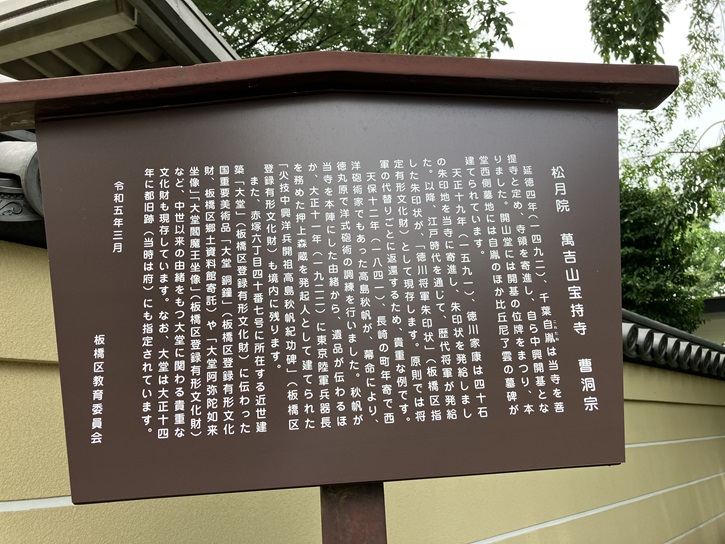 松月院　萬吉山宝持寺　曹洞宗
延徳四年（一四九二）、千葉自胤は当寺を菩
これたね
提寺と定め、寺領を寄進し、自ら中興開基とな
りました。開山堂には開基の位牌をまつり、本
堂西側墓地には自胤のほか比丘尼了雲の墓碑が
建てられています。
天正十九年（一五九一）、徳川家康は四十石
の朱印地を当寺に寄進し、朱印状を発給しまし
た。以降、江戸時代を通じて、歴代将軍が発給
した朱印状が、「徳川将軍朱印状」（板橋区指
定有形文化財）として現存します。原則では将
軍の代替りごとに返還するため、貴重な例です。
天保十二年（一八四一）、長崎の町年寄で西
洋砲術家でもあった高島秋帆が、幕命により、
徳丸原で洋式砲術の調練を行いました。秋帆が
当寺を本陣にした由緒から、遺品が伝わるほ
か、大正十一年（一九二二）に東京陸軍兵器長
を務めた押上森蔵を発起人として建てられた
「火技中興洋兵開祖高島秋帆紀功碑」（板橋区
登録有形文化財）も境内に残ります。
また、赤塚六丁目四十番七号に所在する近世建
築「大堂」（板橋区登録有形文化財）に伝わった
国重要美術品「大堂　銅鐘」（板橋区登録有形文化
財、板橋区郷土資料館寄託）や「大堂阿弥陀如来
坐像」「大堂閻魔王坐像」（板橋区登録有形文化財）
など、中世以来の由緒をもつ大堂に関わる貴重な
文化財も現存しています。なお、大堂は大正十四
年に都旧跡（当時は府）にも指定されています。
令和五年三月
板橋区教育委員会